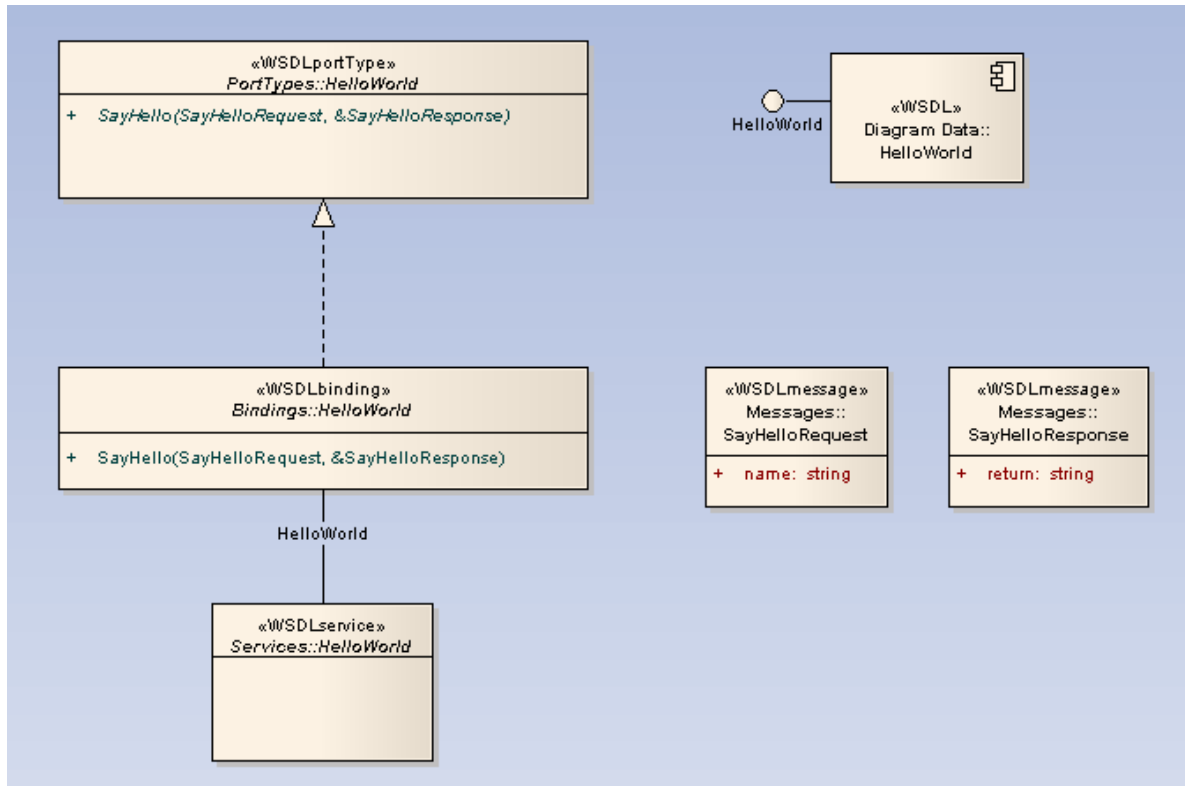 «WSDLportType»
PortTypes::HelloWorld
+ SayHello(SayHelloRequest, &SayHelloResponse)
HelloWorld
«WSDL»
Diagram Data::
HelloWorld
«WSDLbinding»
Bindings::HelloWorld
+ SayHello(SayHelloRequest, &SayHelloResponse)
«WSDLmessage»
Messages::
SayHelloRequest
+ name: string
«WSDLmessage»
Messages::
SayHelloResponse
+ return: string
HelloWorld
«WSDLservice»
Services::HelloWorld